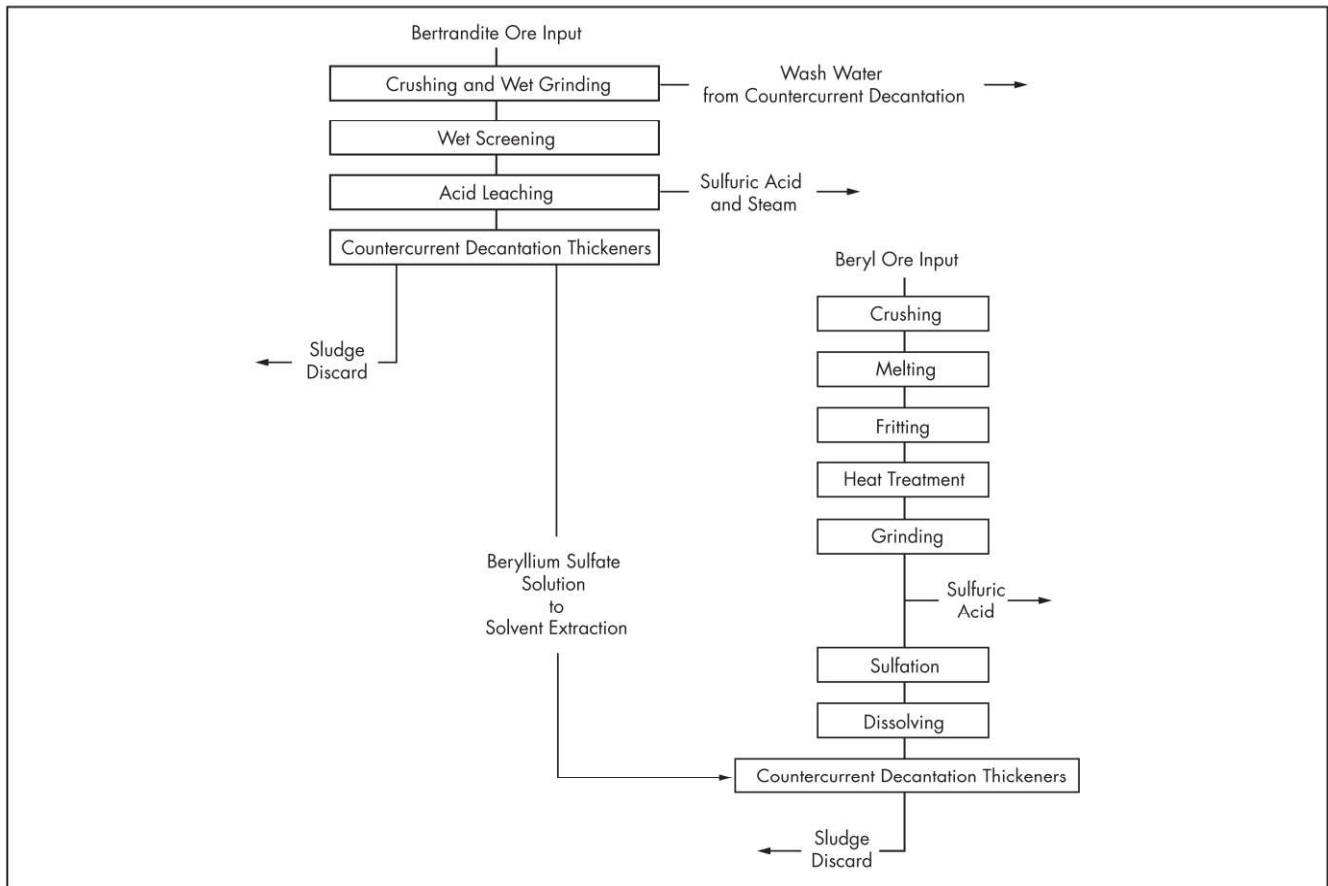 Bertrandite Ore Input
Crushing and Wet Grinding
Wash Water
from Countercurrent Decantation
Wet Screening
Acid Leaching
Sulfuric Acid
and Steam
Countercurrent Decantation Thickeners
Sludge
Discard
Beryllium Sulfate
Solution
to
Solvent Extraction
Beryl Ore Input
Crushing
Melting
Fritting
Heat Treatment
Grinding
Sulfuric
Acid
Sulfation
Dissolving
Countercurrent Decantation Thickeners
Sludge
Discard